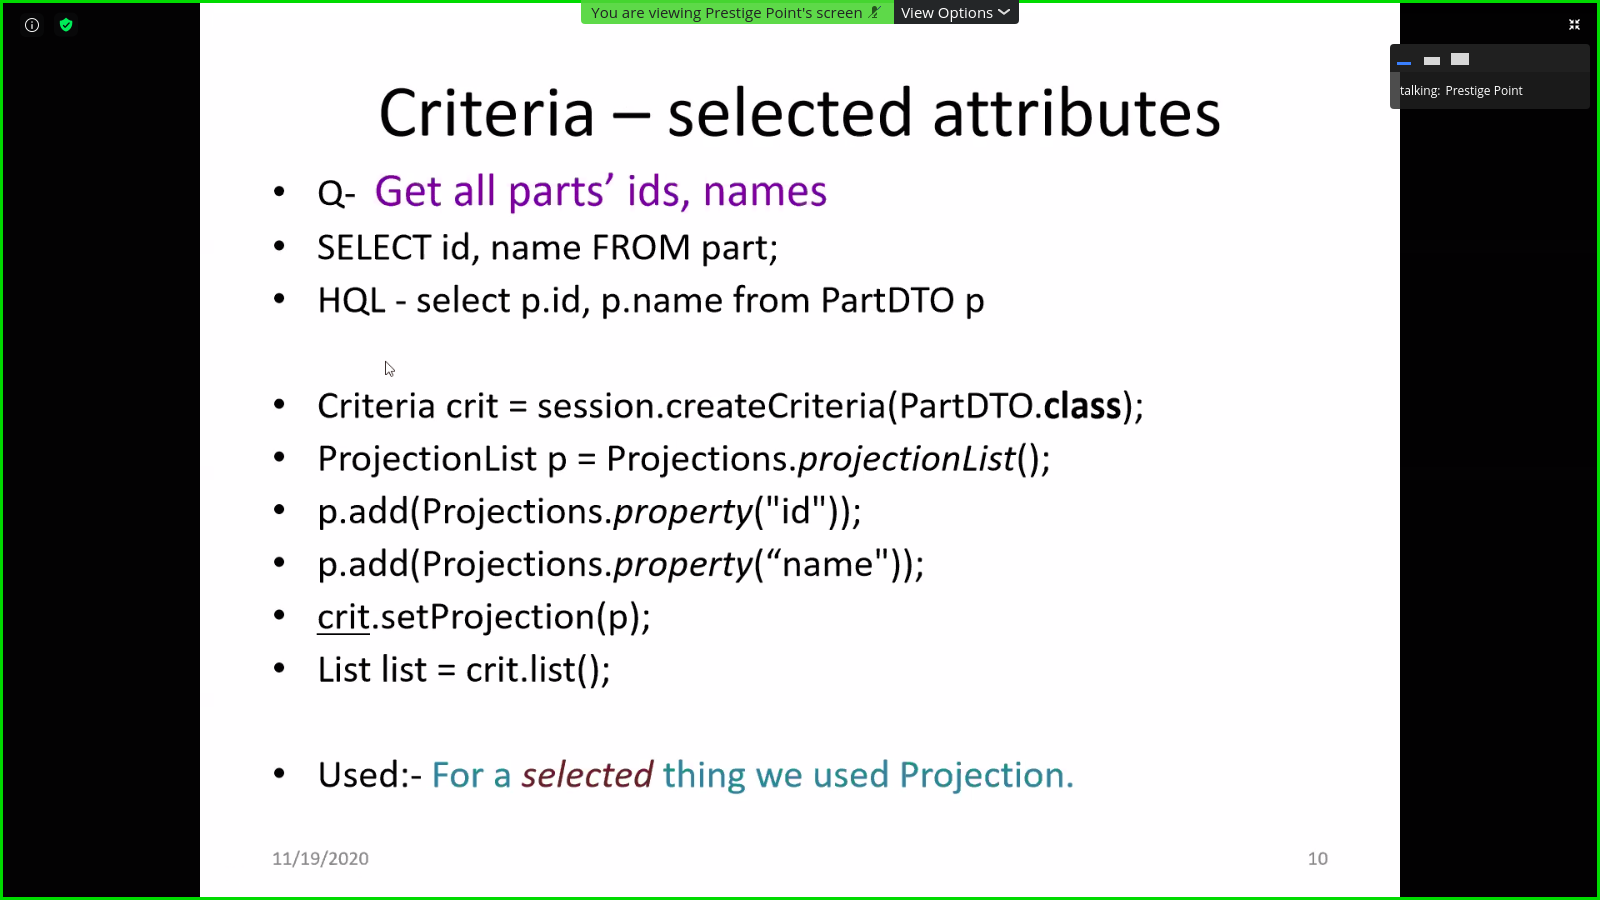 You are viewing Prestige Point's screen View Options
talking: Prestige Point
Criteria – selected attributes
• Q- Get all parts’ ids, names
• SELECT id, name FROM part;
• HQL - select p.id, p.name from PartDTO p
• Criteria crit = session.createCriteria(PartDTO.class);
• ProjectionList p = Projections.projectionList();
• p.add(Projections.property("id"));
• p.add(Projections.property(“name"));
• crit.setProjection(p);
• List list = crit.list();
• Used:- For a selected thing we used Projection.
11/19/2020 10